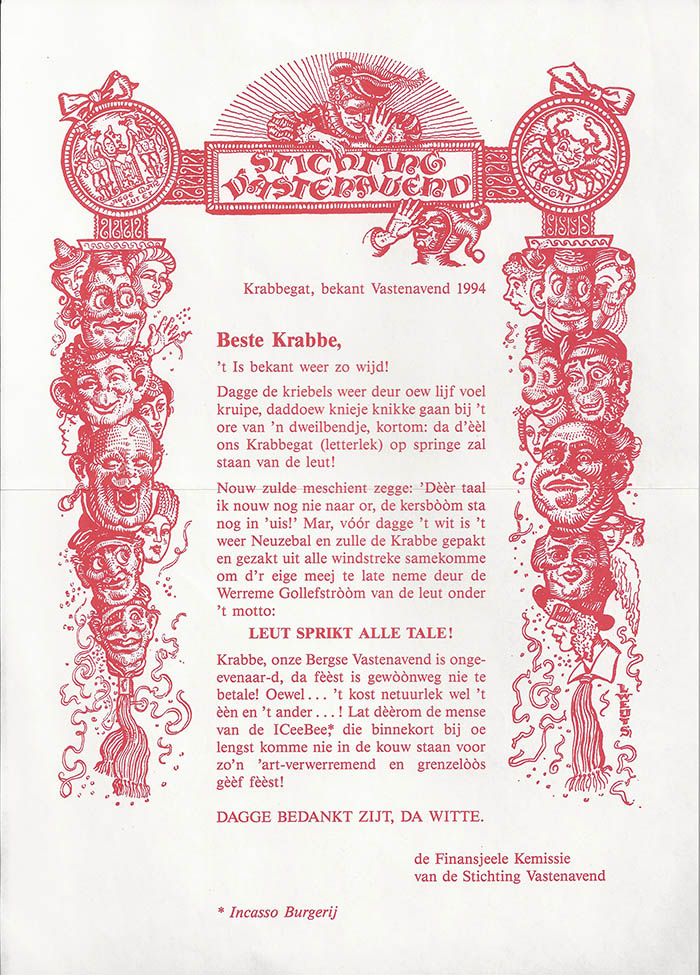 STICHTING
VASTENAVEND
AGGE MAR
LEUT
BEGAT
Krabbegat, bekant Vastenavend 1994
Beste Krabbe,
’t Is bekant weer zo wijd!
Dagge de kriebels weer deur oew lijf voel
kruipe, daddoew knieje knikke gaan bij ’t
ore van ’n dweilbendje, kortom: da d’èèl
ons Krabbegat (letterlek) op springe zal
staan van de leut!
Nouw zulde meschient zegge: ’Dèèr taal
ik nouw nog nie naar or, de kersbòòm sta
nog in ’uis!’ Mar, vóór dagge ’t wit is ’t
weer Neuzebal en zulle de Krabbe gepakt
en gezakt uit alle windstreke samekomme
om d’r eige meej te late neme deur de
Werreme Gollefstròòm van de leut onder
’t motto:
LEUT SPRIKT ALLE TALE!
Krabbe, onze Bergse Vastenavend is onge-
evenaar-d, da fèèst is gewòònweg nie te
betale! Oewel... ’t kost netuurlek wel ’t
èèn en ’t ander...! Lat dèèrom de mense
van de ICeeBee,* die binnekort bij oe
lengst komme nie in de kouw staan voor
zo’n ’art-verwerremend en grenzelòòs
gèèf fèèst!
DAGGE BEDANKT ZIJT, DA WITTE.
L.WEIJTS
de Finansjeele Kemissie
van de Stichting Vastenavend
* Incasso Burgerij